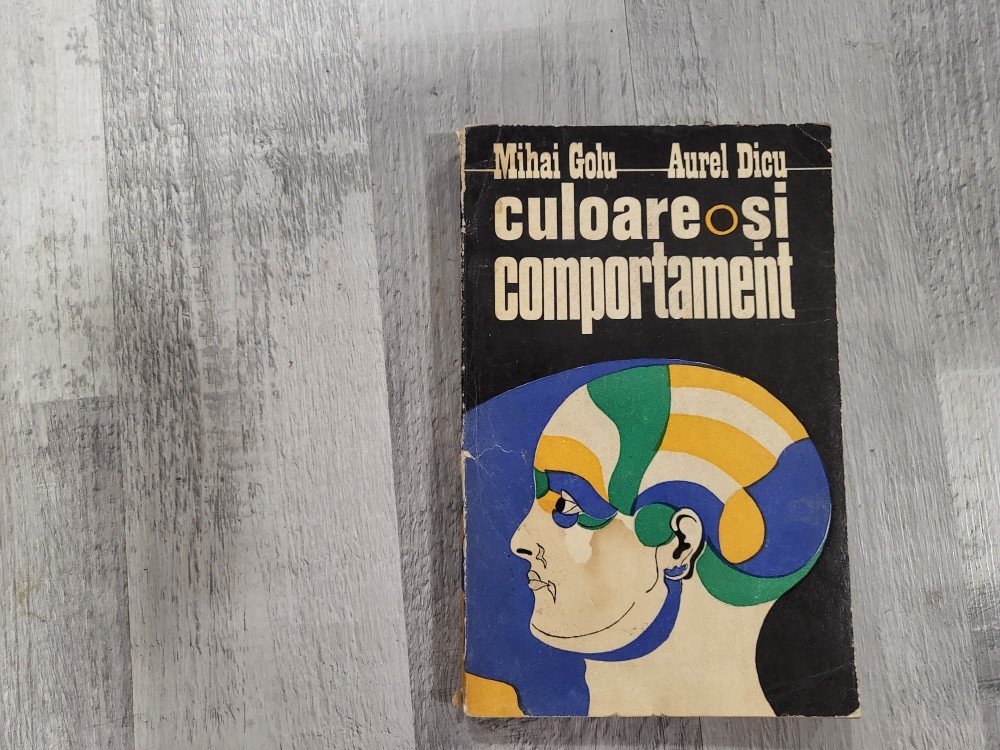 Mihai Golu Aurel Dicu
culoare și
comportament